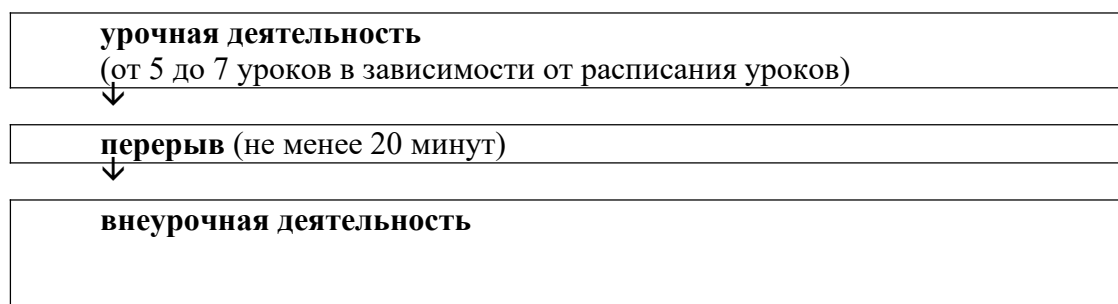 урочная деятельность
(от 5 до 7 уроков в зависимости от расписания уроков)
↓
перерыв (не менее 20 минут)
↓
внеурочная деятельность